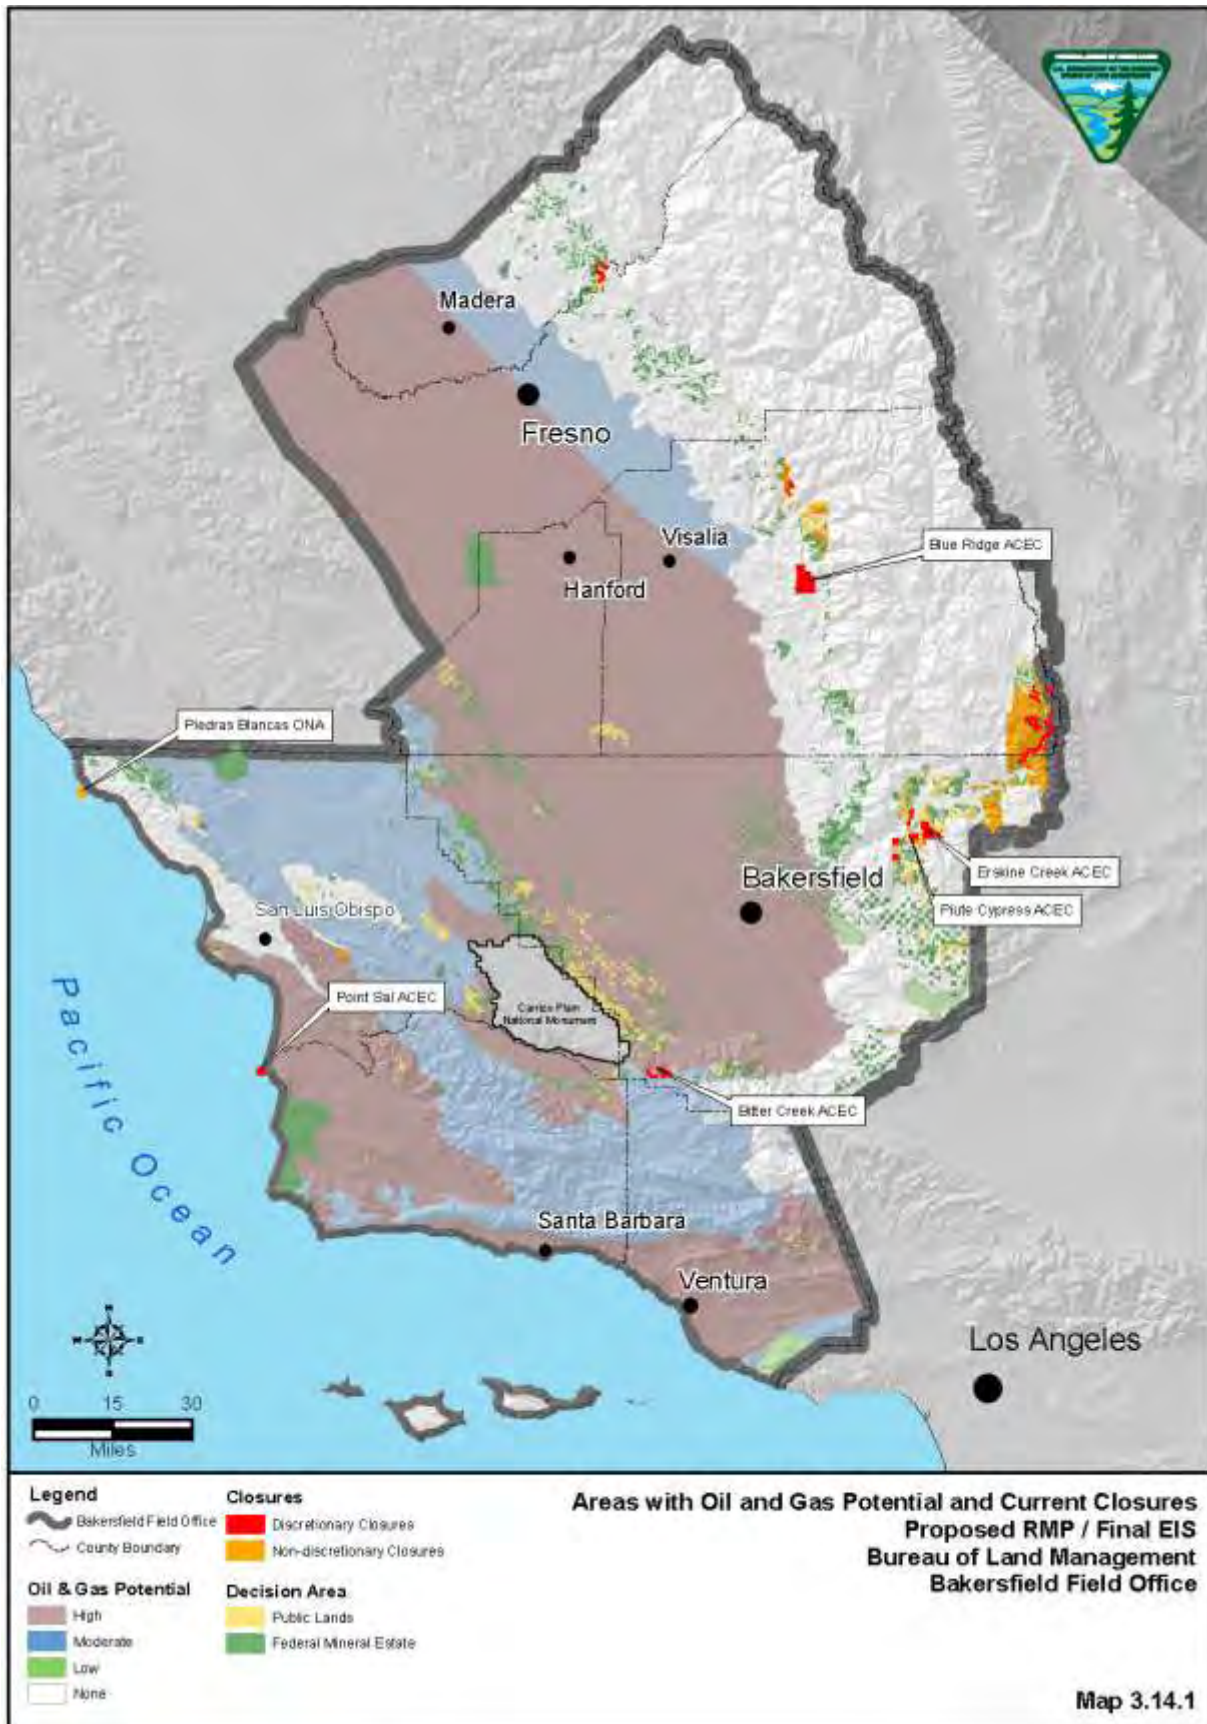 Madera
Fresno
Visalia
Hanford
Blue Ridge ACEC
Piedras Blancas ONA
Bakersfield
Erskine Creek ACEC
Piute Cypress ACEC
San Luis Obispo
Point Sal ACEC
Carrizo Plain
National Monument
Bitter Creek ACEC
Pacific Ocean
Santa Barbara
Ventura
Los Angeles
N
W
E
S
0 15 30
Miles
Legend
Bakersfield Field Office
County Boundary
Oil & Gas Potential
High
Moderate
Low
None
Closures
Discretionary Closures
Non-discretionary Closures
Decision Area
Public Lands
Federal Mineral Estate
Areas with Oil and Gas Potential and Current Closures
Proposed RMP / Final EIS
Bureau of Land Management
Bakersfield Field Office
Map 3.14.1